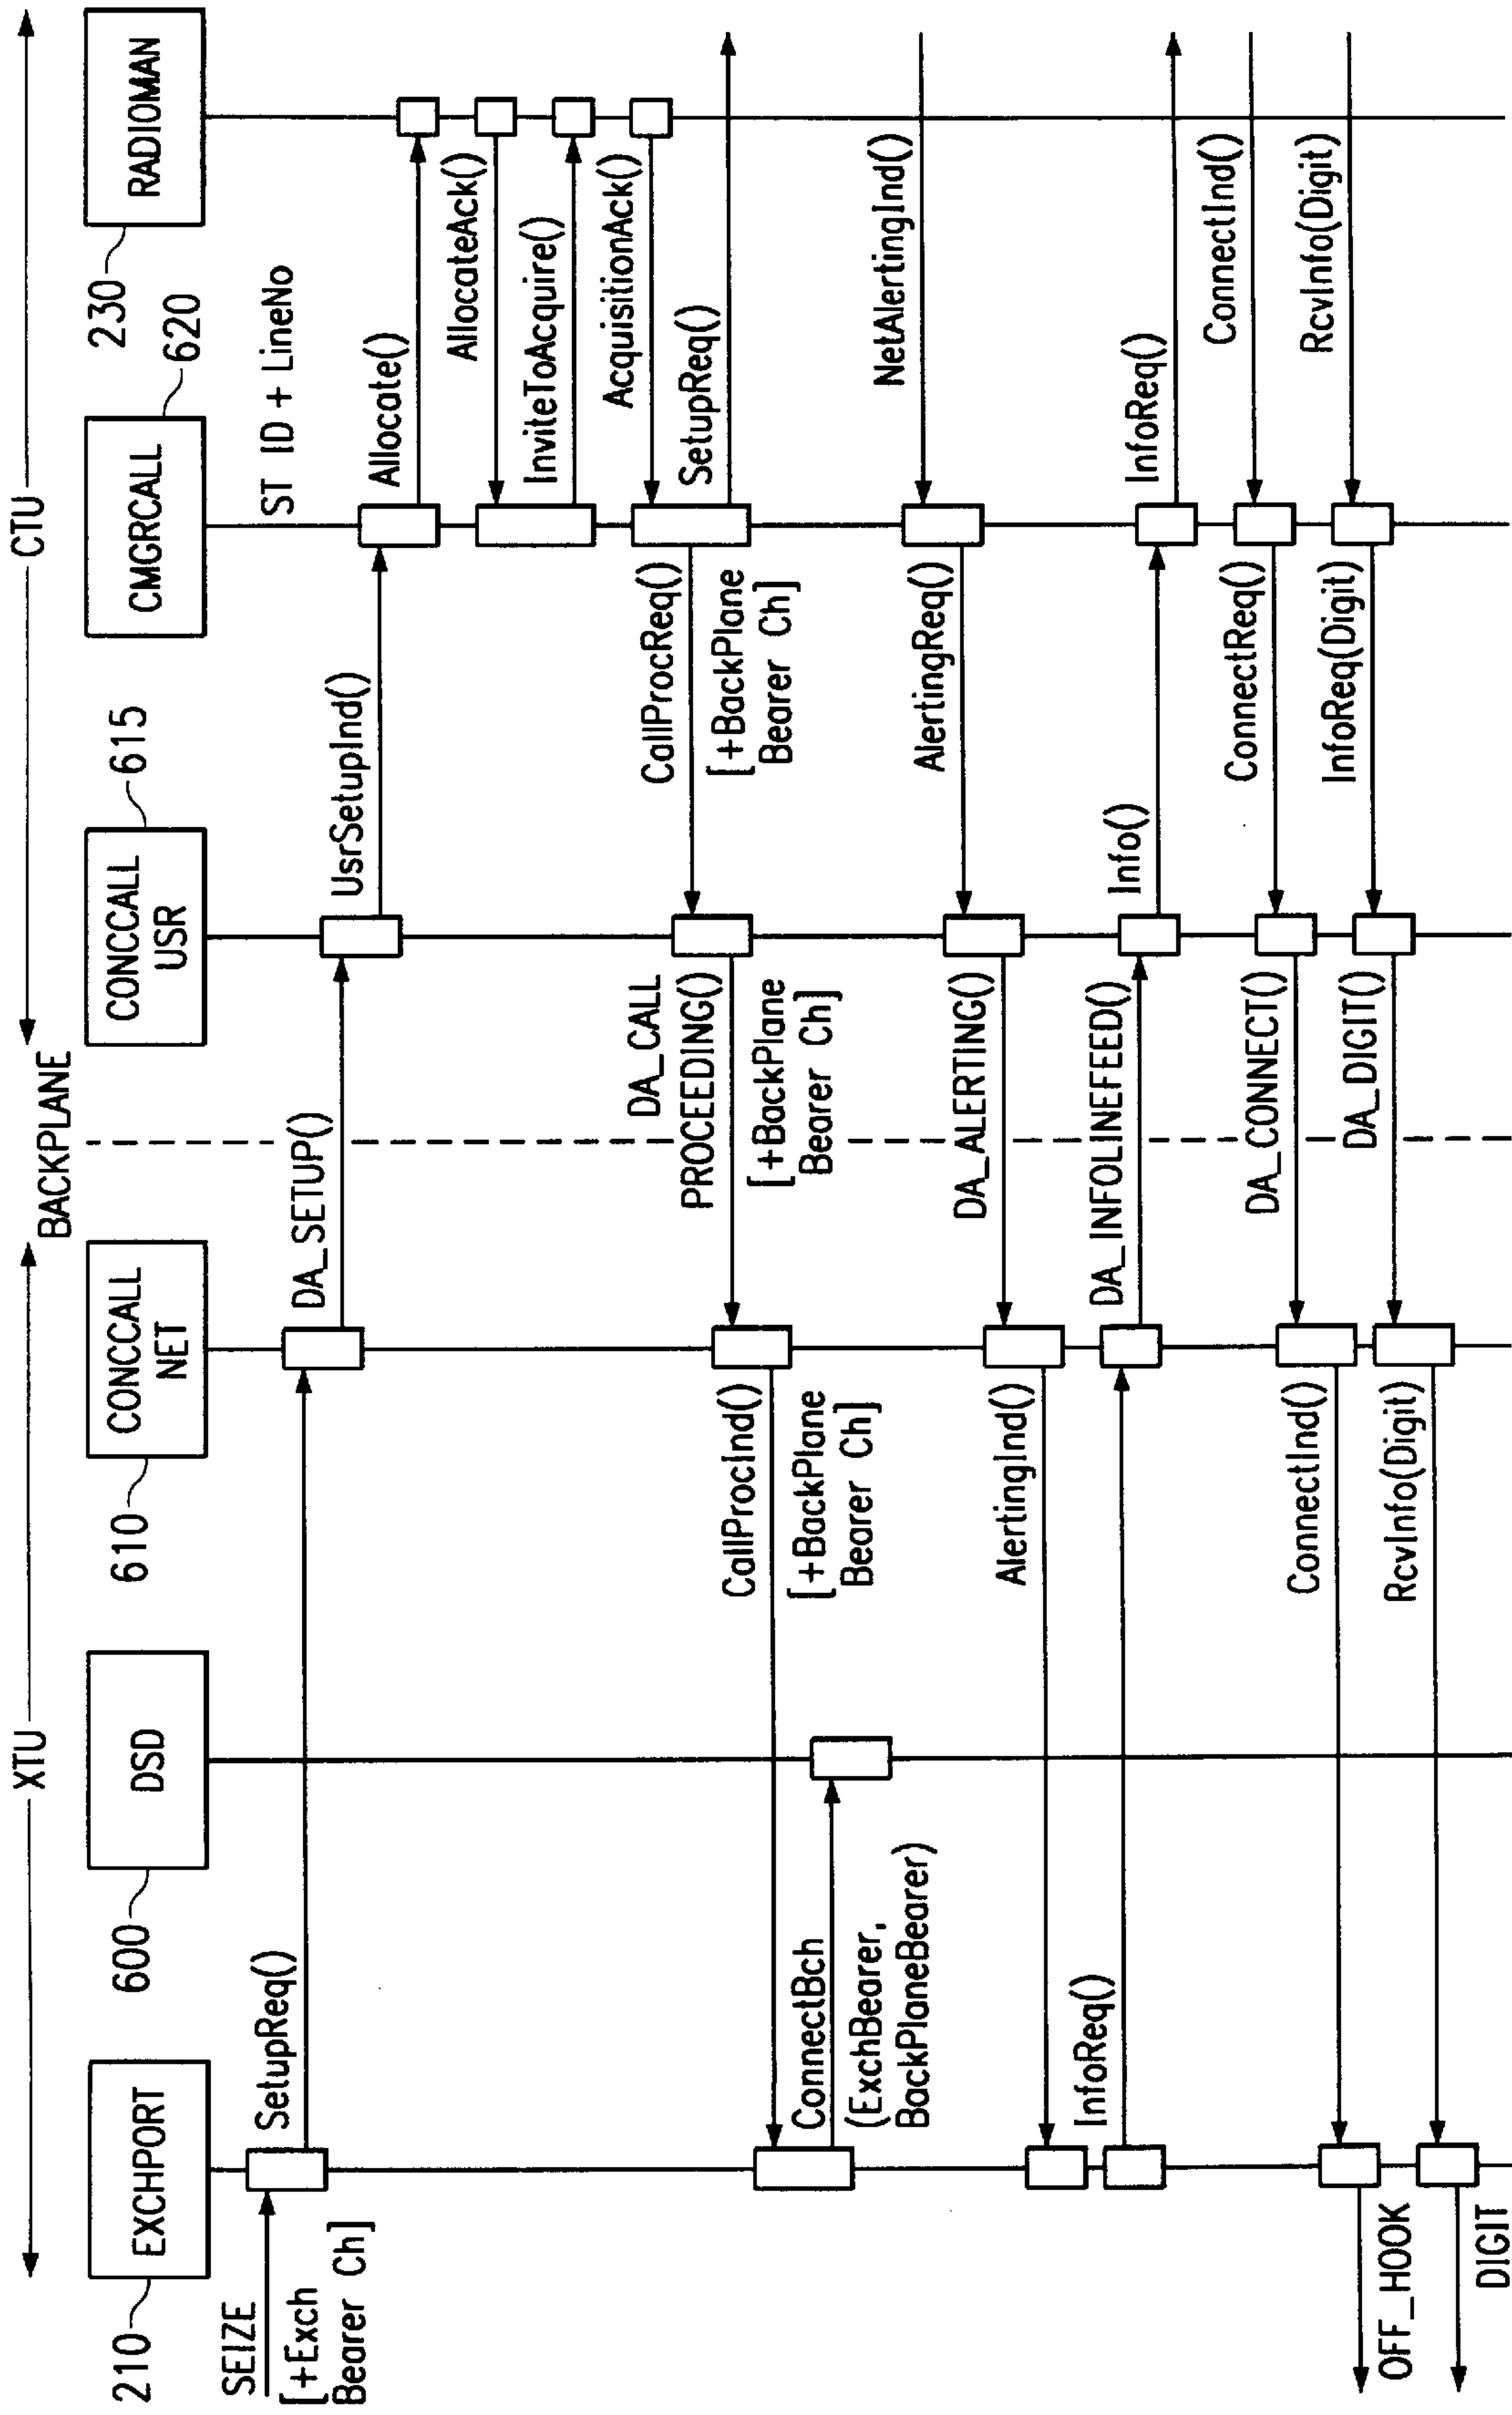 XTU
BACKPLANE
CTU
210
EXCHPORT
600
DSD
610
CONCCALL
NET
CONCCALL
USR
615
CMGRCALL
620
RADIOMAN
230
SEIZE
[+Exch
Bearer Ch]
SetupReq()
DA_SETUP()
UsrSetupInd()
ST ID + LineNo
Allocate()
AllocateAck()
InviteToAcquire()
AcquisitionAck()
SetupReq()
CallProcReq()
[+BackPlane
Bearer Ch]
DA_CALL
PROCEEDING()
[+BackPlane
Bearer Ch]
CallProcInd()
[+BackPlane
Bearer Ch]
ConnectBch
(ExchBearer,
BackPlaneBearer)
NetAlertingInd()
AlertingReq()
DA_ALERTING()
AlertingInd()
InfoReq()
DA_INFOLINEFEED()
Info()
InfoReq()
ConnectInd()
ConnectReq()
DA_CONNECT()
ConnectInd()
OFF_HOOK
RcvInfo(Digit)
InfoReq(Digit)
DA_DIGIT()
RcvInfo(Digit)
DIGIT